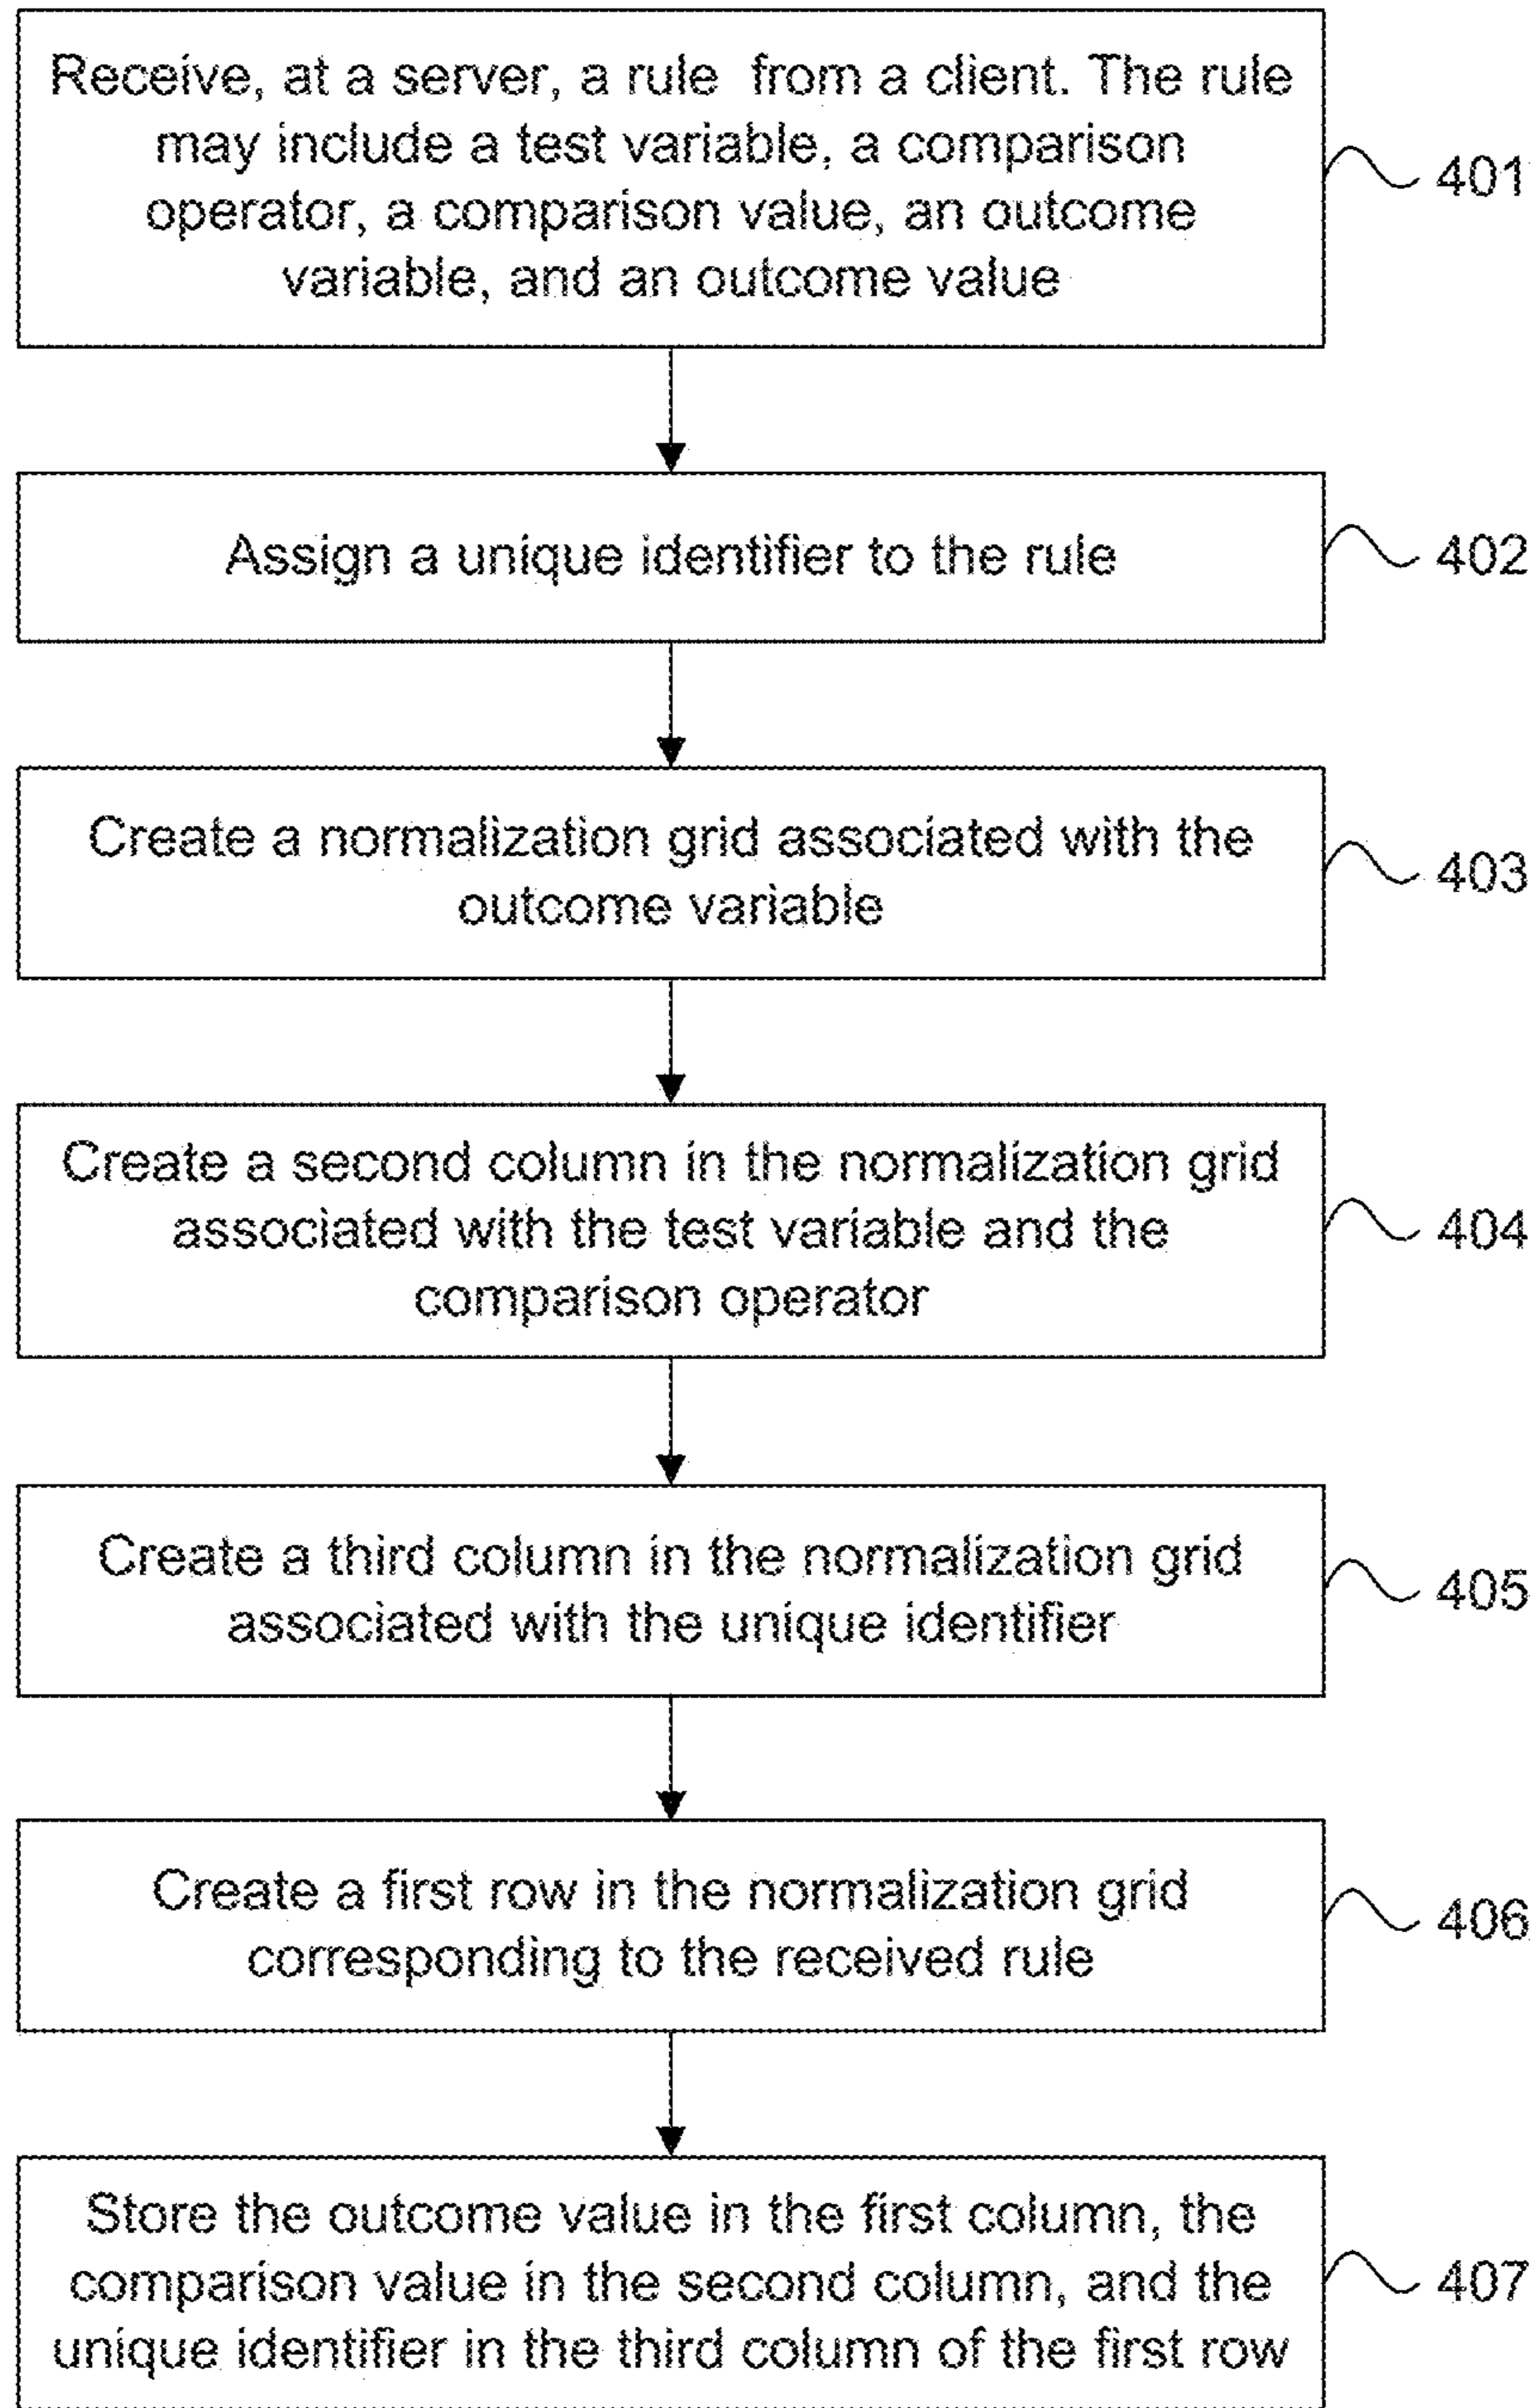 Receive, at a server, a rule from a client. The rule
may include a test variable, a comparison
operator, a comparison value, an outcome
variable, and an outcome value
401
Assign a unique identifier to the rule
402
Create a normalization grid associated with the
outcome variable
403
Create a second column in the normalization grid
associated with the test variable and the
comparison operator
404
Create a third column in the normalization grid
associated with the unique identifier
405
Create a first row in the normalization grid
corresponding to the received rule
406
Store the outcome value in the first column, the
comparison value in the second column, and the
unique identifier in the third column of the first row
407